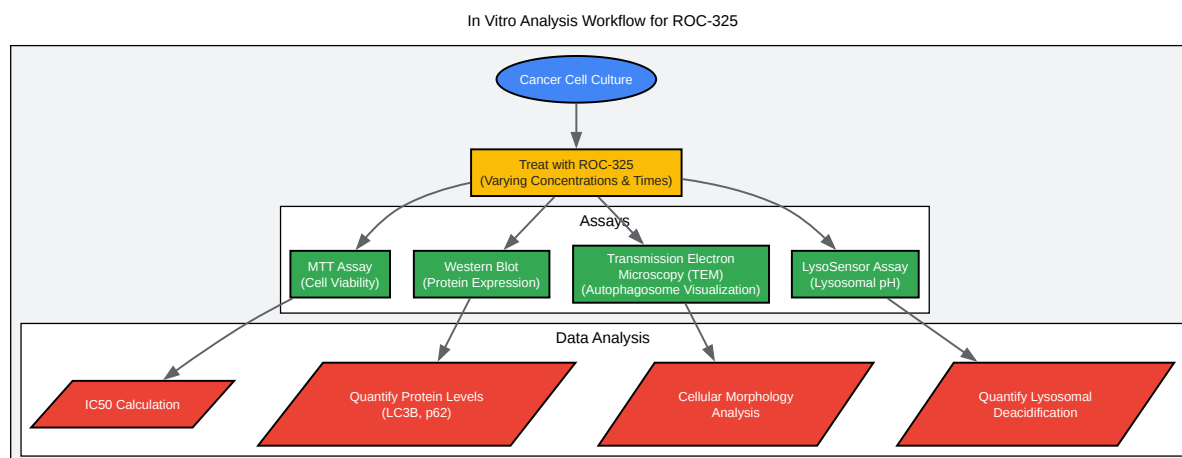 In Vitro Analysis Workflow for ROC-325
Cancer Cell Culture
Treat with ROC-325
(Varying Concentrations & Times)
Assays
MTT Assay
(Cell Viability)
Western Blot
(Protein Expression)
Transmission Electron
Microscopy (TEM)
(Autophagosome Visualization)
LysoSensor Assay
(Lysosomal pH)
Data Analysis
IC50 Calculation
Quantify Protein Levels
(LC3B, p62)
Cellular Morphology
Analysis
Quantify Lysosomal
Deacidification